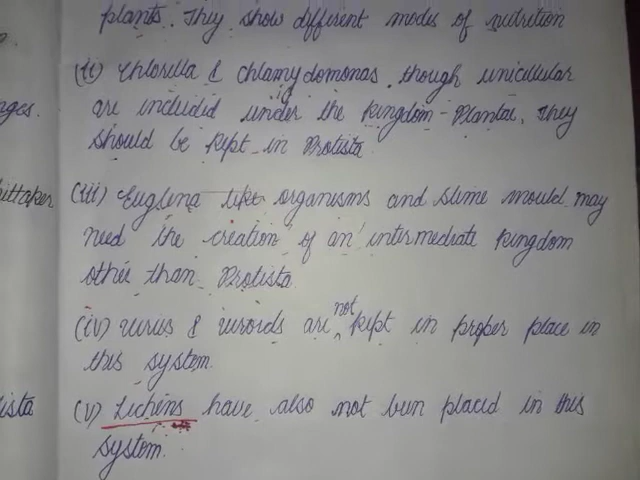 plants. They show different modes of nutrition
(ii) Chlorella & chlamydomonas, though unicellular
are included under the kingdom - Plantae. They
should be kept in Protista
nges.
hittaker
(iii) Euglena like organisms and slime mould may
need the creation of an intermediate kingdom
other than Protista
(iv) virus & viroids are not kept in proper place in
this system.
ista
(v) Lichens have also not been placed in this
system.